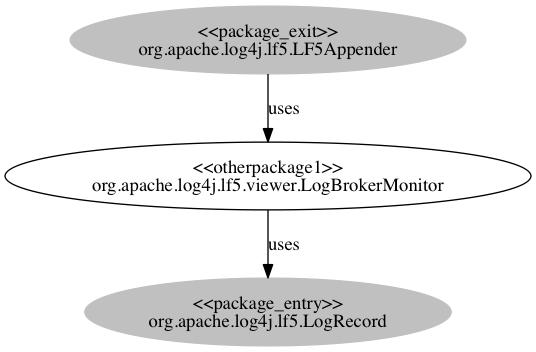 <<package_exit>>
org.apache.log4j.lf5.LF5Appender
uses
<<otherpackage1>>
org.apache.log4j.lf5.viewer.LogBrokerMonitor
uses
<<package_entry>>
org.apache.log4j.lf5.LogRecord